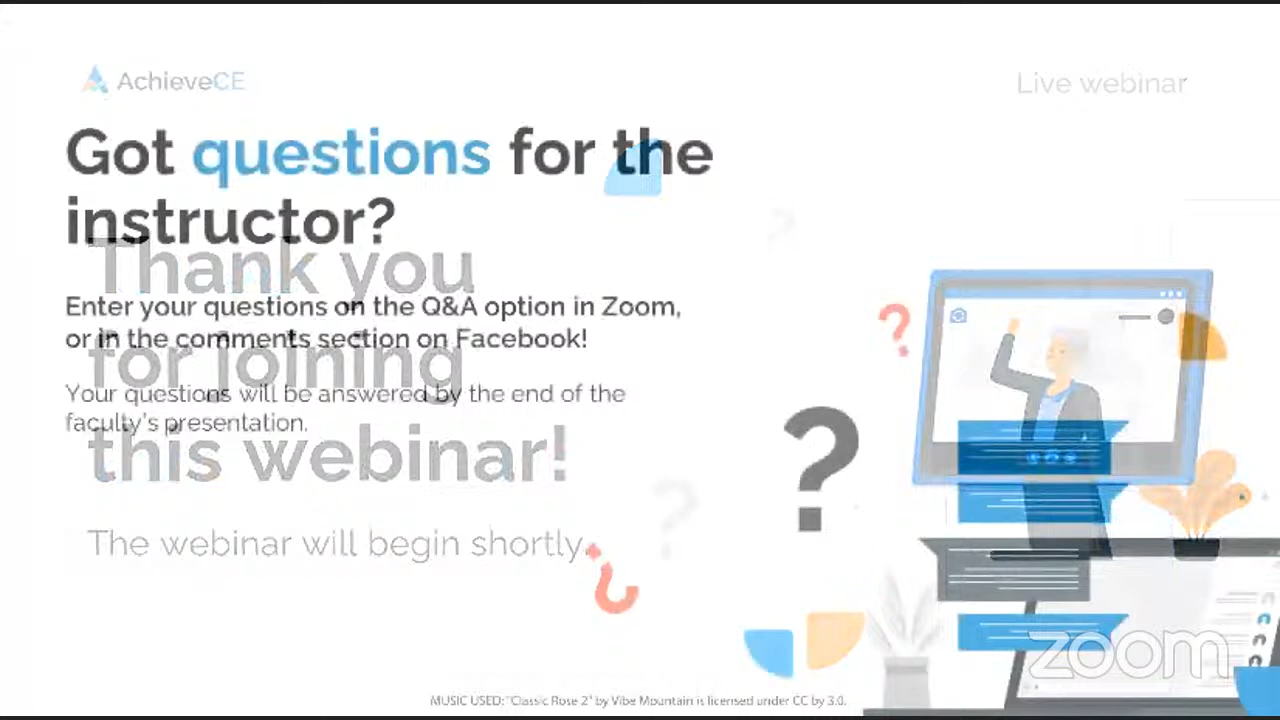 AchieveCE
Live webinar
Got questions for the
instructor?
Thank you
for joining
this webinar!
Enter your questions on the Q&A option in Zoom,
or in the comments section on Facebook!
Your questions will be answered by the end of the
faculty's presentation.
The webinar will begin shortly.
zoom
MUSIC USED: "Classic Rose 2" by Vibe Mountain is licensed under CC by 3.0.